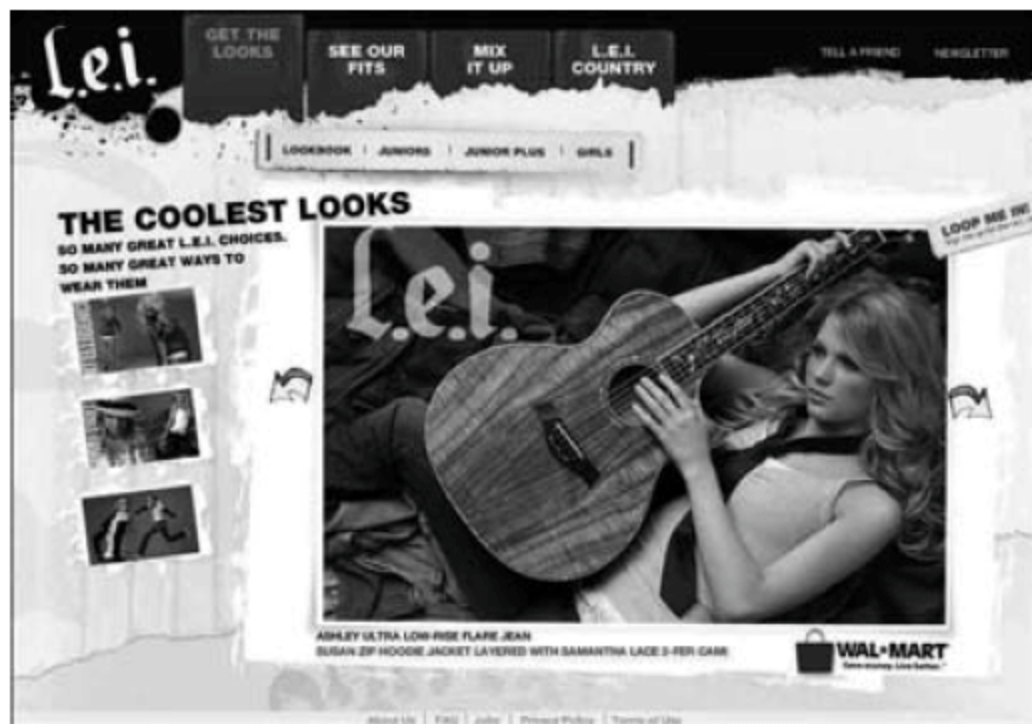 l.e.i.
GET THE
LOOKS
SEE OUR
FITS
MIX
IT UP
L.E.I.
COUNTRY
TELL A FRIEND
NEWSLETTER
LOOKBOOK | JUNIORS | JUNIOR PLUS | GIRLS
THE COOLEST LOOKS
SO MANY GREAT L.E.I. CHOICES.
SO MANY GREAT WAYS TO
WEAR THEM
LOOP ME IN!
l.e.i.
ASHLEY ULTRA LOW-RISE FLARE JEAN
SUSAN ZIP HOODIE JACKET LAYERED WITH SAMANTHA LACE 2-FER CAMI
WAL★MART
Save money. Live better.
About Us | FAQ | Jobs | Privacy Policy | Terms of Use